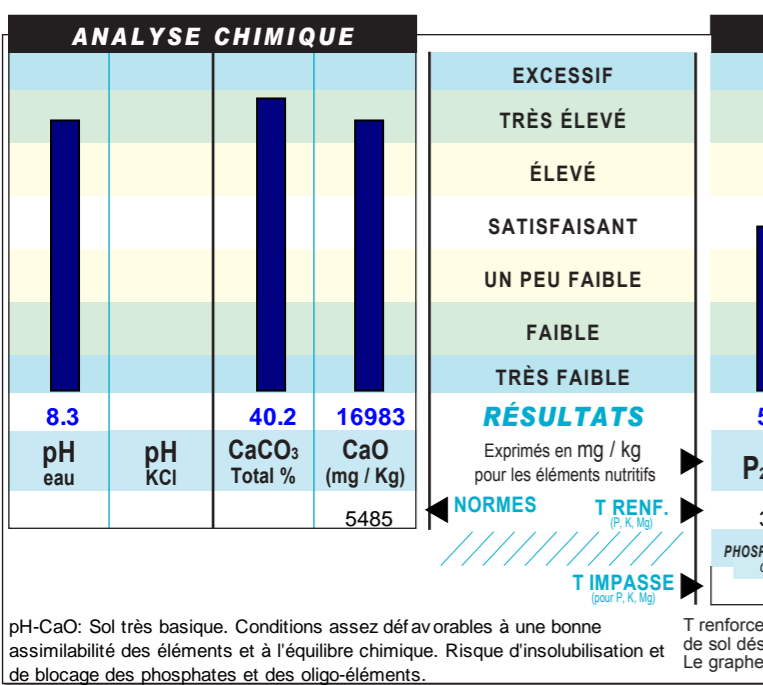 ANALYSE CHIMIQUE
EXCESSIF
TRÈS ÉLEVÉ
ÉLEVÉ
SATISFAISANT
UN PEU FAIBLE
FAIBLE
TRÈS FAIBLE
8.3 40.2 16983 RÉSULTATS 5
pH eau
pH KCl
CaCO₃ Total %
CaO (mg / Kg)
Exprimés en mg / kg
pour les éléments nutritifs
P₂
5485
NORMES T RENF.
(P, K, Mg)
3
T IMPASSE
(pour P, K, Mg)
pH-CaO: Sol très basique. Conditions assez défavorables à une bonne
assimilabilité des éléments et à l'équilibre chimique. Risque d'insolubilisation et
de blocage des phosphates et des oligo-éléments.
T renforce
de sol dés
Le graphe